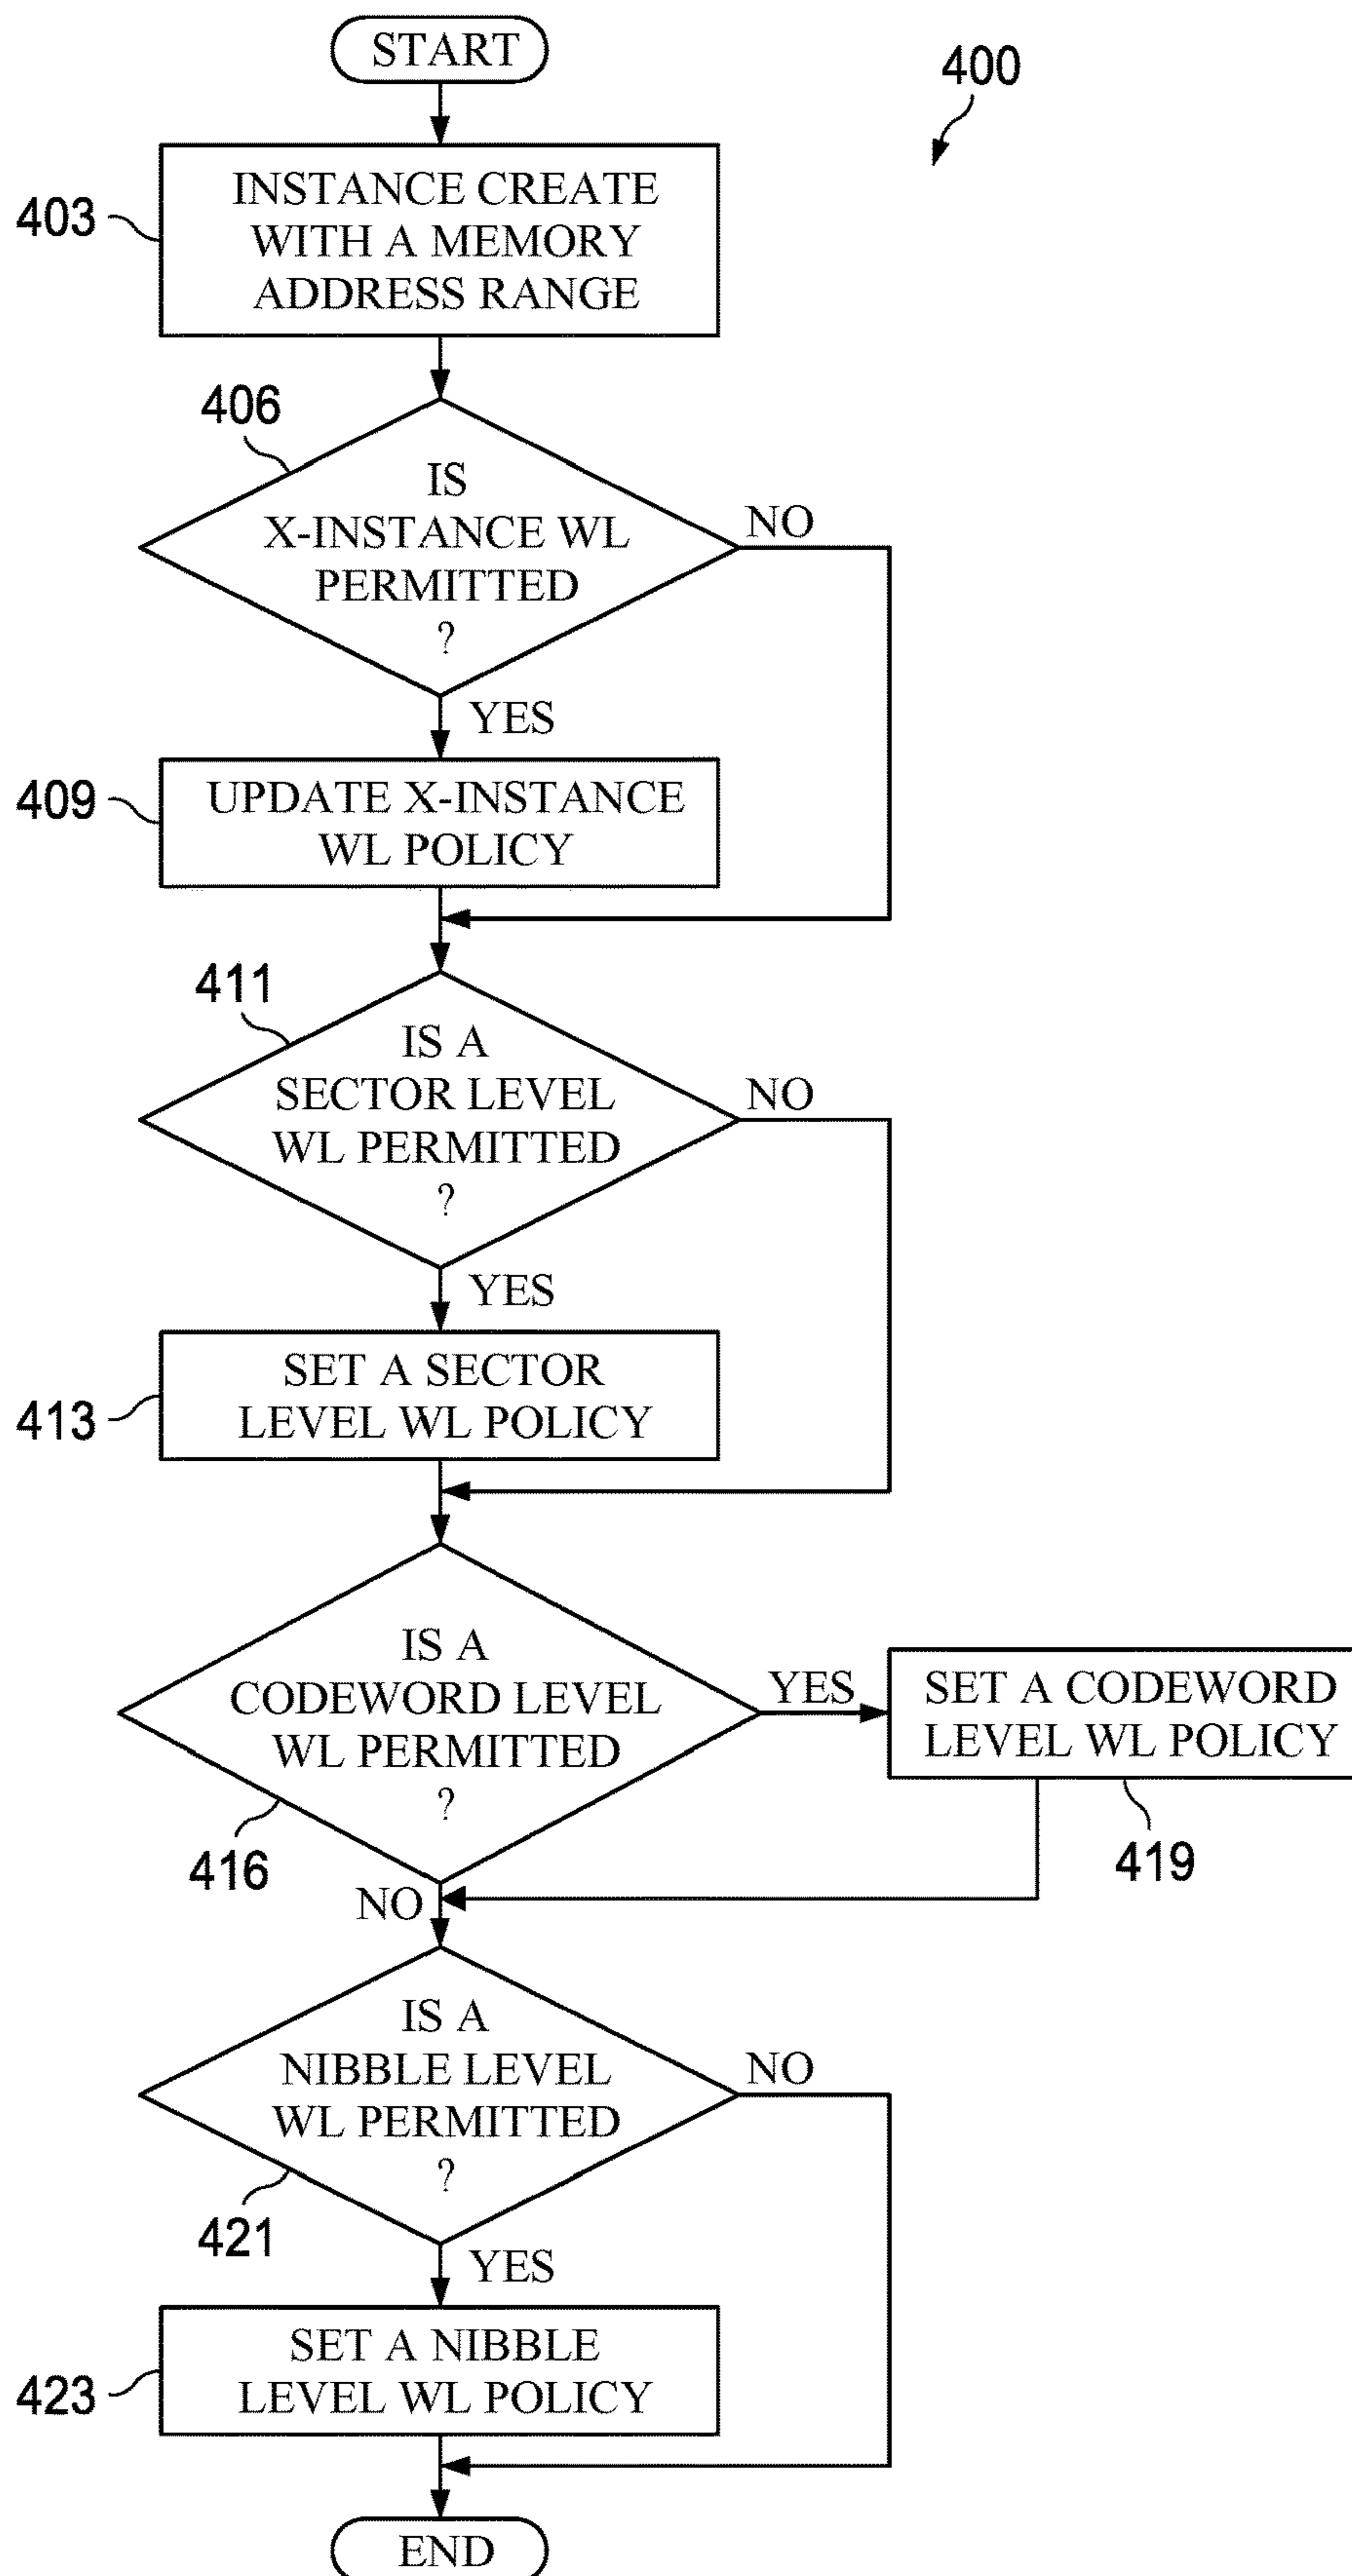 START
400
403
INSTANCE CREATE
WITH A MEMORY
ADDRESS RANGE
406
IS
X-INSTANCE WL
PERMITTED
?
NO
YES
409
UPDATE X-INSTANCE
WL POLICY
411
IS A
SECTOR LEVEL
WL PERMITTED
?
NO
YES
413
SET A SECTOR
LEVEL WL POLICY
IS A
CODEWORD LEVEL
WL PERMITTED
?
416
YES
SET A CODEWORD
LEVEL WL POLICY
419
NO
IS A
NIBBLE LEVEL
WL PERMITTED
?
421
NO
YES
423
SET A NIBBLE
LEVEL WL POLICY
END